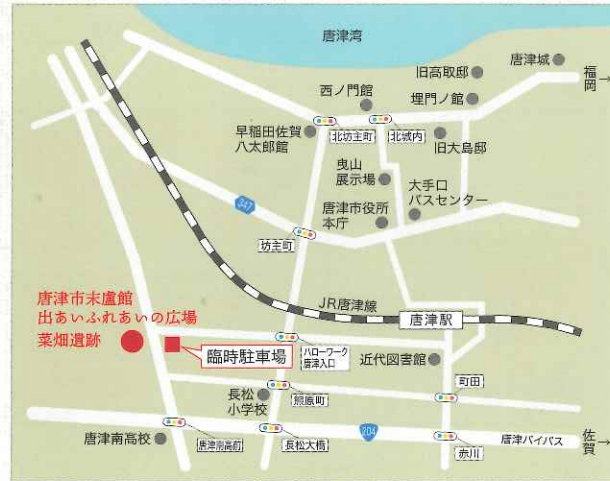 唐津湾
唐津城
旧高取邸
福岡→
西ノ門館
埋門ノ館
早稲田佐賀
八太郎館
北坊主町
北城内
旧大島邸
曳山
展示場
大手口
バスセンター
唐津市役所
本庁
347
坊主町
JR唐津線
唐津駅
唐津市末盧館
出あいふれあいの広場
菜畑遺跡
臨時駐車場
ハローワーク
唐津入口
近代図書館
町田
長松
小学校
熊原町
唐津南高校
唐津南高前
長松大橋
204
赤川
唐津バイパス
佐賀→